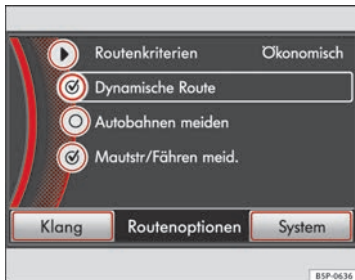 Routenkriterien Ökonomisch
Dynamische Route
Autobahnen meiden
Mautstr/Fähren meid.
Klang Routenoptionen System
B5P-0636